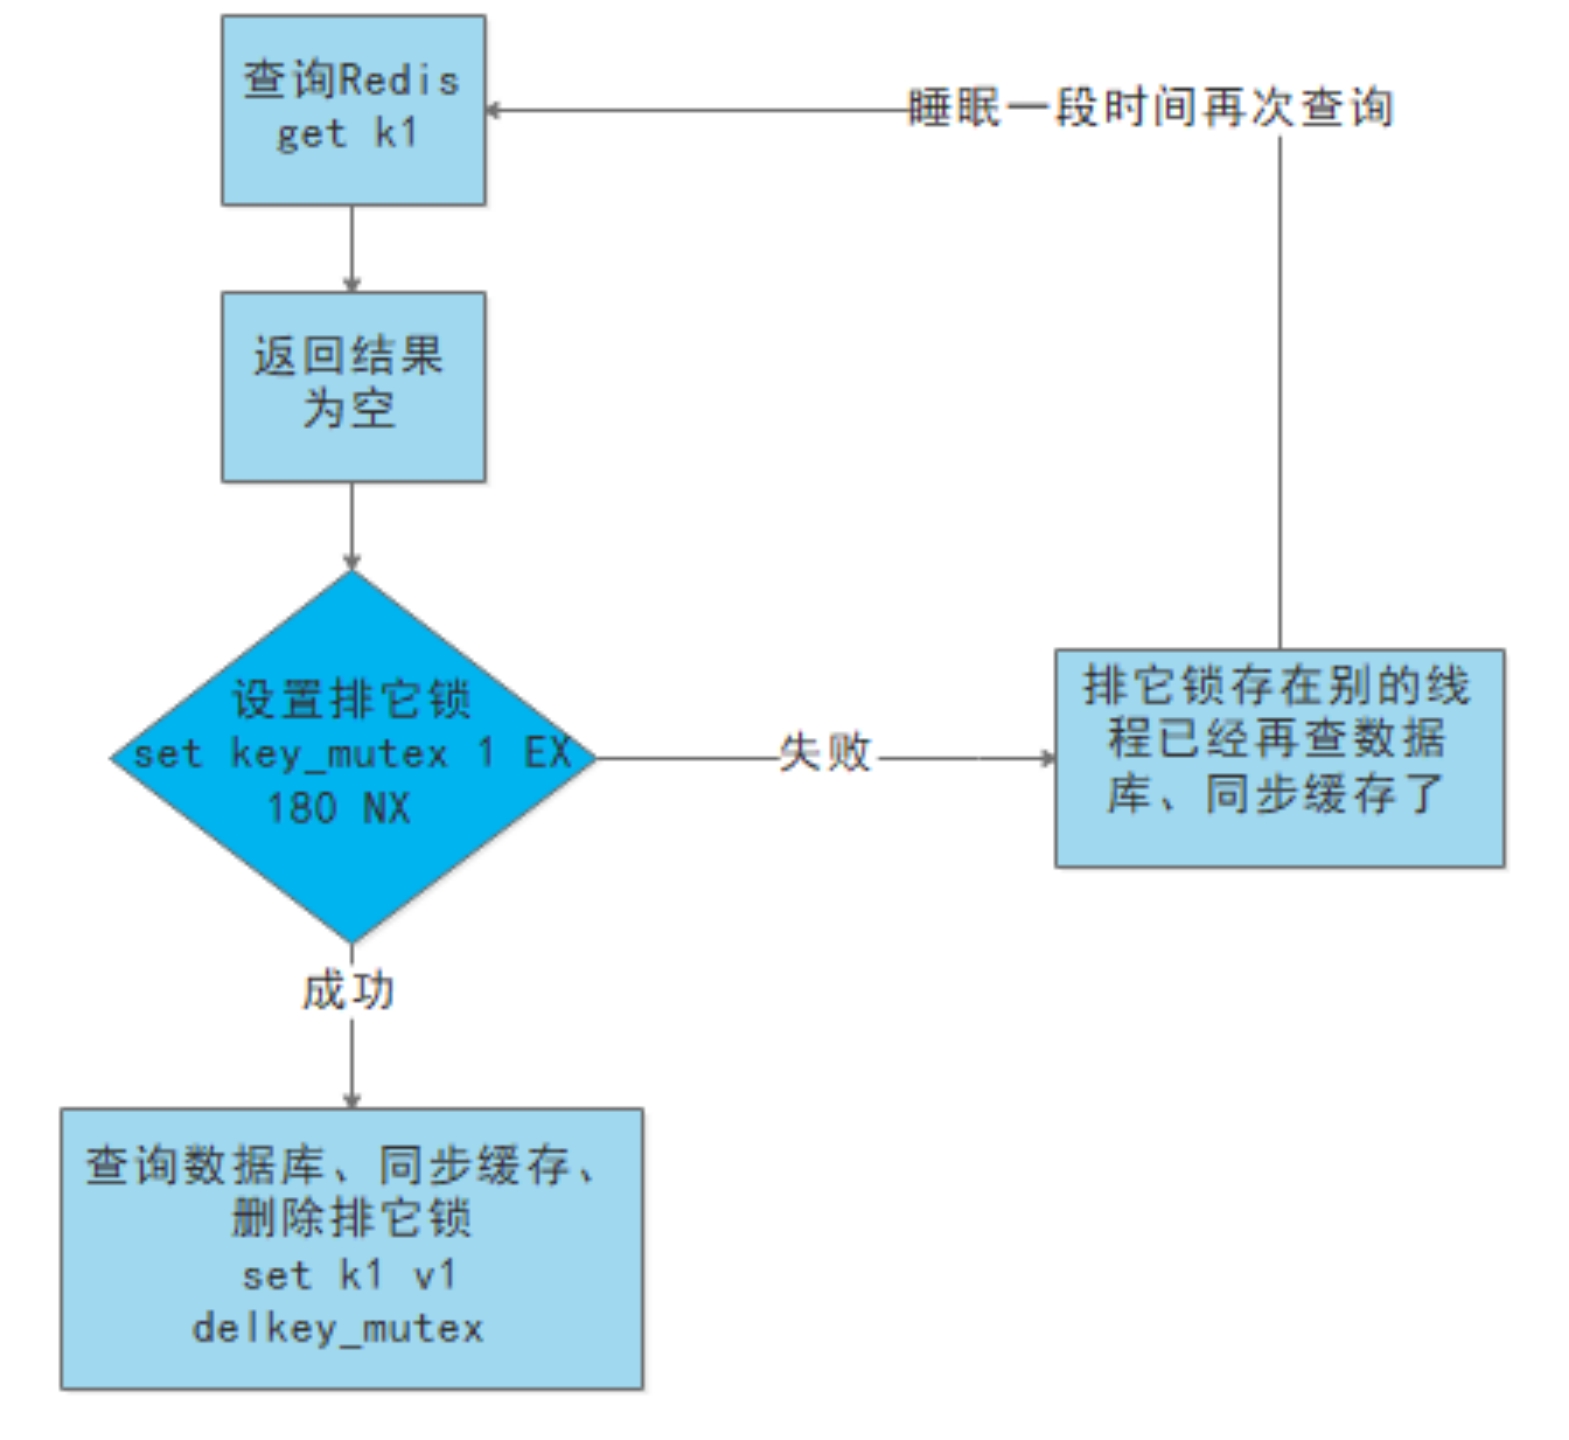 查询Redis
get k1
睡眠一段时间再次查询
返回结果
为空
设置排它锁
set key_mutex 1 EX
180 NX
失败
排它锁存在别的线
程已经再查数据
库、同步缓存了
成功
查询数据库、同步缓存、
删除排它锁
set k1 v1
delkey_mutex